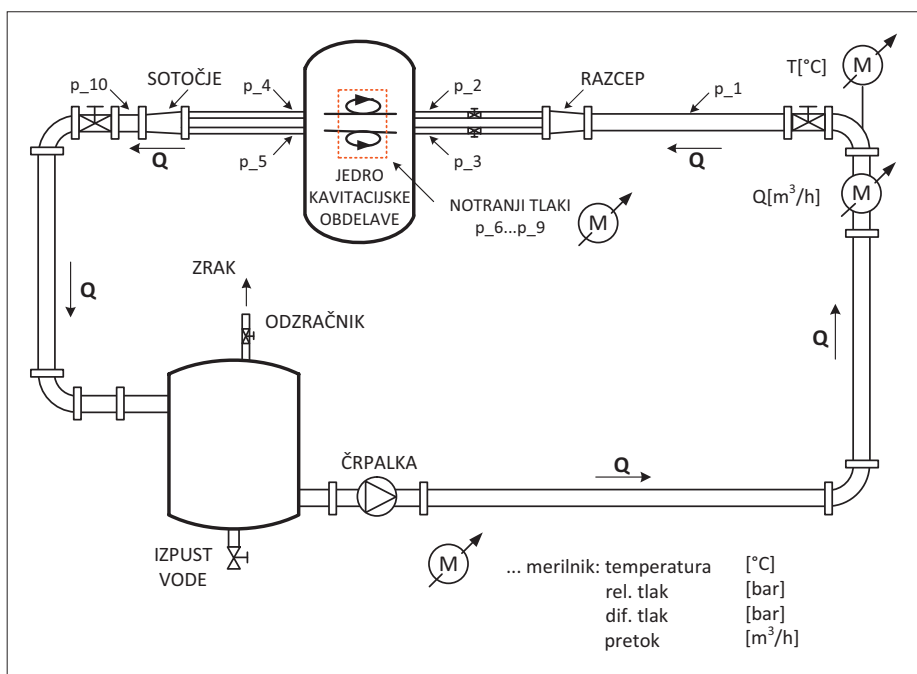 T[°C]
M
p_10
SOTOČJE
p_4
p_2
RAZCEP
p_1
p_5
p_3
Q
Q
JEDRO
KAVITACIJSKE
OBDELAVE
NOTRANJI TLAKI
p_6...p_9
M
Q[m³/h]
M
ZRAK
Q
ODZRAČNIK
Q
ČRPALKA
Q
IZPUST
VODE
M
... merilnik: temperatura [°C]
rel. tlak [bar]
dif. tlak [bar]
pretok [m³/h]